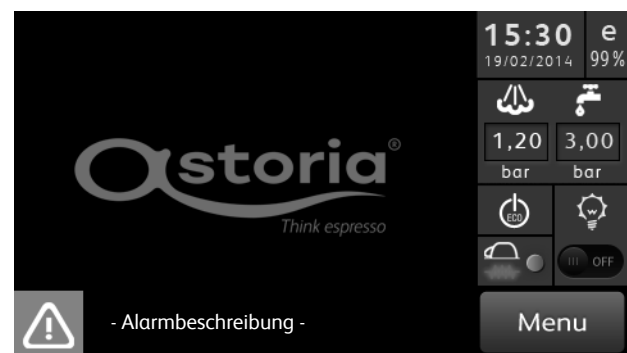 15:30
19/02/2014
e
99%
1,20
bar
3,00
bar
ECO
w
OFF
astoria®
Think espresso
- Alarmbeschreibung -
Menu